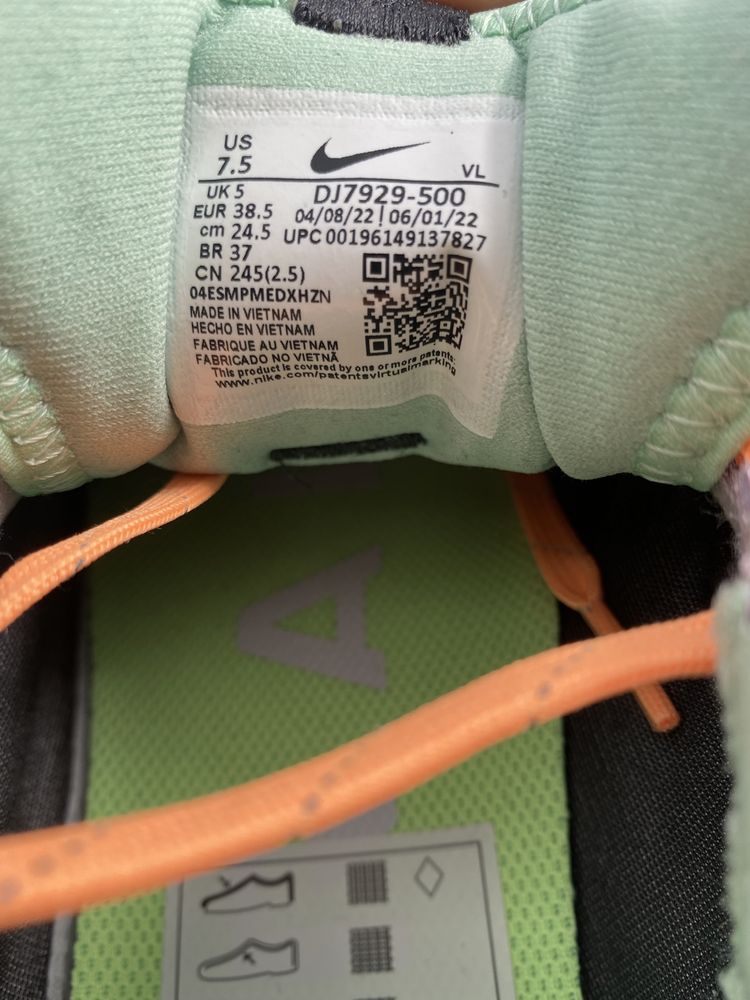 US
7.5
VL
UK 5
DJ7929-500
EUR 38.5
04/08/22 | 06/01/22
cm 24.5
UPC 00196149137827
BR 37
CN 245(2.5)
04ESMPMEDXHZN
MADE IN VIETNAM
HECHO EN VIETNAM
FABRIQUE AU VIETNAM
FABRICADO NO VIETNÃ
This product is covered by one or more patents:
www.nike.com/patentsvirtualmarking
A